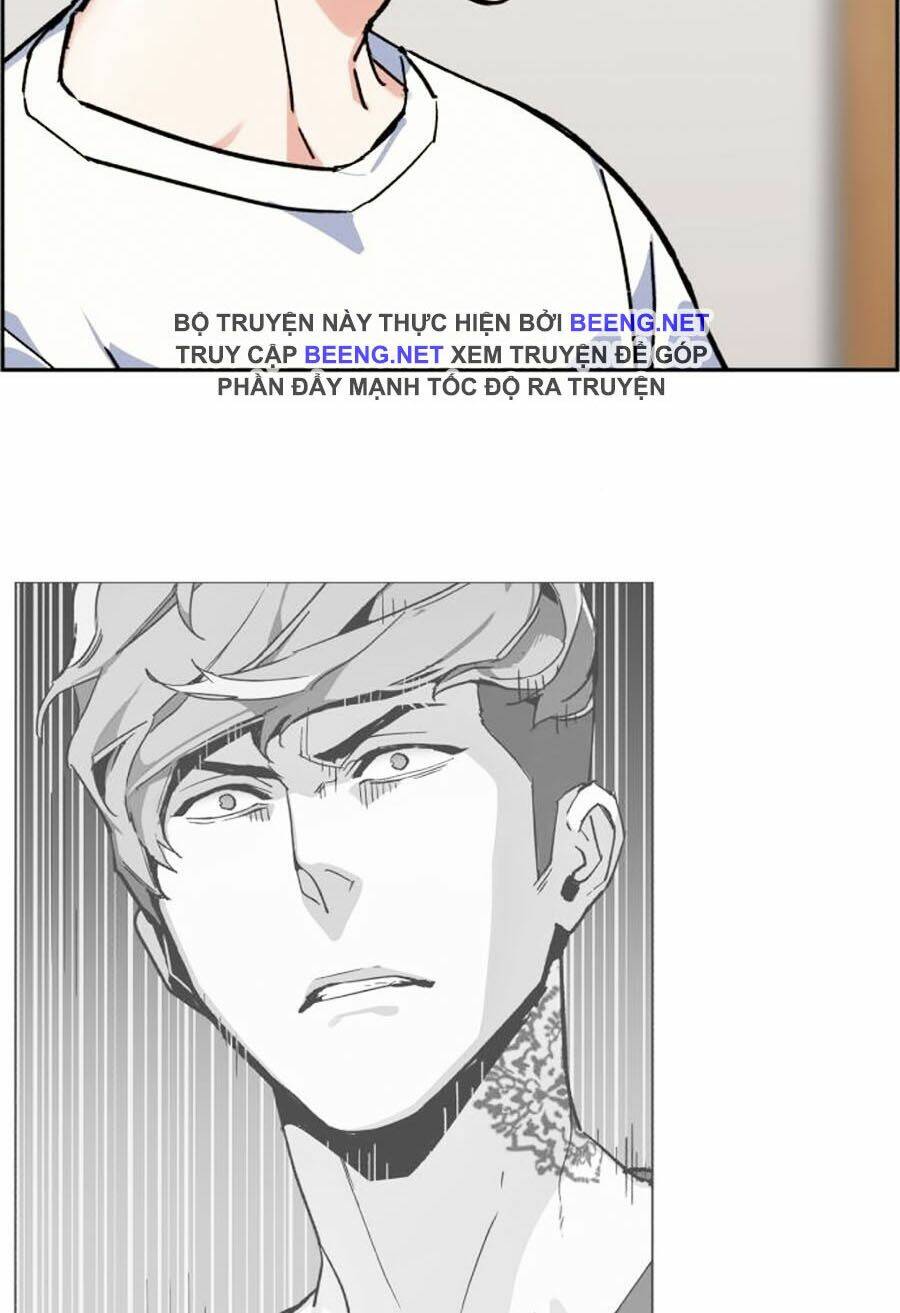 BỘ TRUYỆN NÀY THỰC HIỆN BỞI BEENG.NET
TRUY CẬP BEENG.NET XEM TRUYỆN ĐỂ GÓP
PHẦN ĐẨY MẠNH TỐC ĐỘ RA TRUYỆN